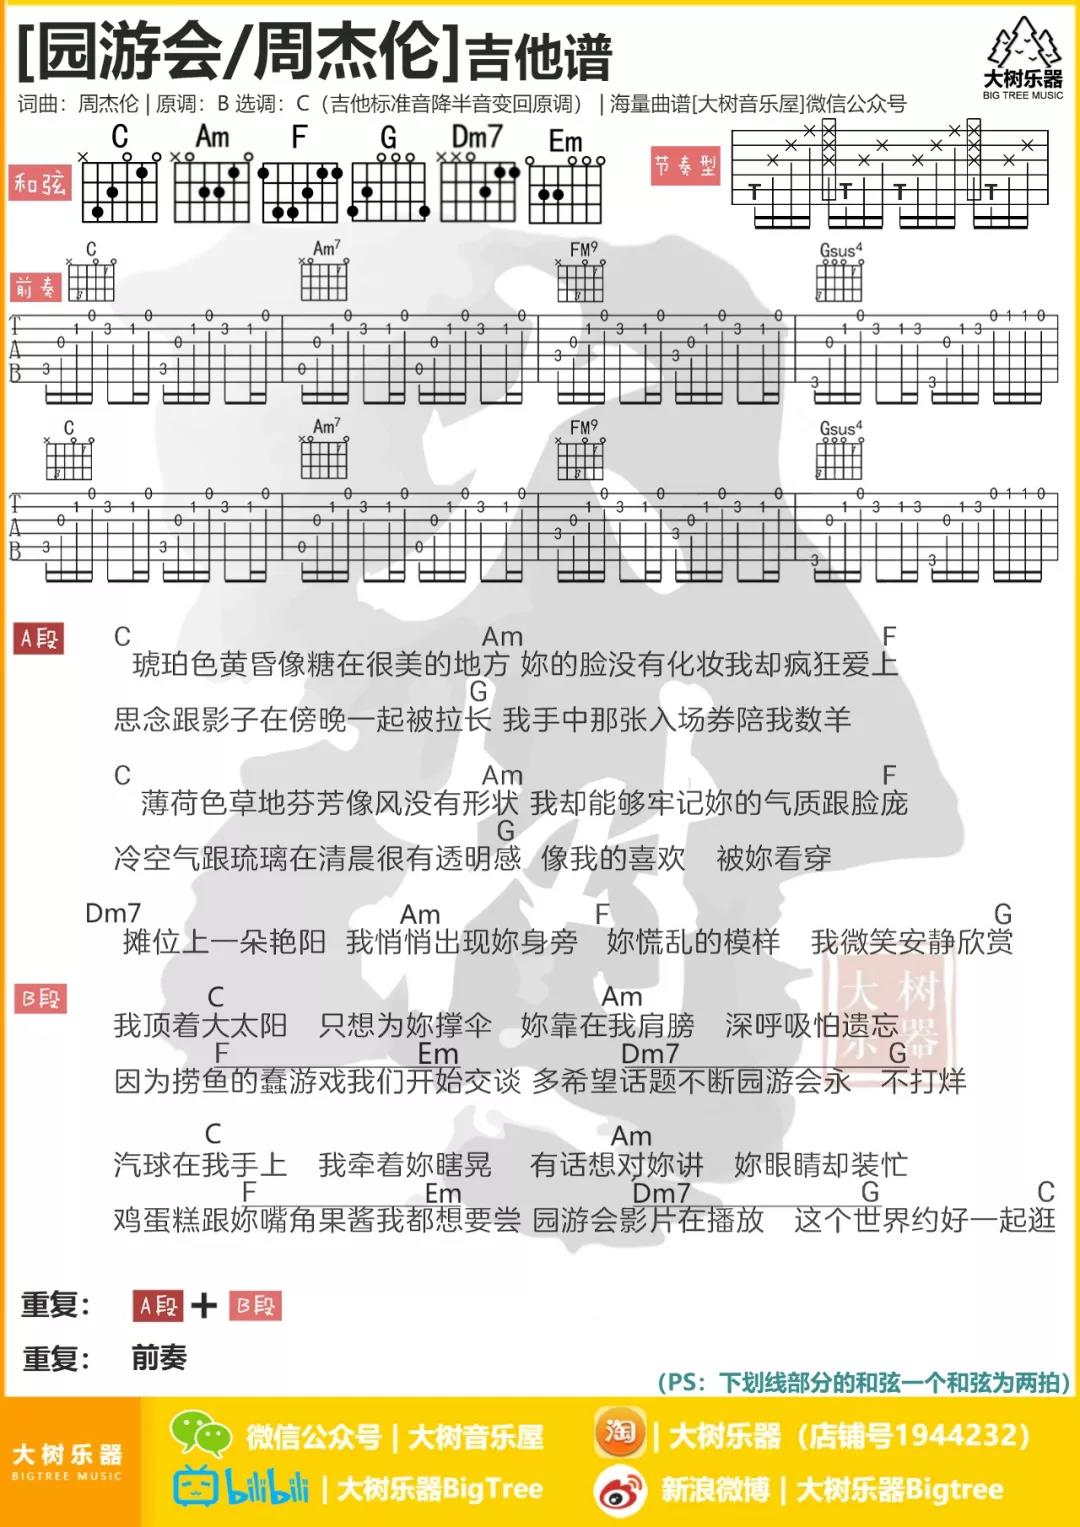 [园游会/周杰伦]吉他谱
大树乐器
BIG TREE MUSIC
词曲：周杰伦 | 原调：B 选调：C（吉他标准音降半音变回原调） | 海量曲谱[大树音乐屋]微信公众号
和弦 C Am F G Dm7 Em 节奏型
T T T T
前奏 C Am7 FM9 Gsus4
T A B
C Am7 FM9 Gsus4
T A B
A段 C Am F
琥珀色黄昏像糖在很美的地方 妳的脸没有化妆我却疯狂爱上
G
思念跟影子在傍晚一起被拉长 我手中那张入场券陪我数羊
C Am F
薄荷色草地芬芳像风没有形状 我却能够牢记妳的气质跟脸庞
G
冷空气跟琉璃在清晨很有透明感 像我的喜欢 被妳看穿
Dm7 Am F G
摊位上一朵艳阳 我悄悄出现妳身旁 妳慌乱的模样 我微笑安静欣赏
B段 C Am
我顶着大太阳 只想为妳撑伞 妳靠在我肩膀 深呼吸怕遗忘
F Em Dm7 G
因为捞鱼的蠢游戏我们开始交谈 多希望话题不断园游会永 不打烊
C Am
汽球在我手上 我牵着妳瞎晃 有话想对妳讲 妳眼睛却装忙
F Em Dm7 G C
鸡蛋糕跟妳嘴角果酱我都想要尝 园游会影片在播放 这个世界约好一起逛
大树
乐器
重复： A段 + B段
重复： 前奏
（PS：下划线部分的和弦一个和弦为两拍）
大树乐器
BIGTREE MUSIC
微信公众号 | 大树音乐屋
淘 | 大树乐器（店铺号1944232）
bilibili | 大树乐器BigTree
新浪微博 | 大树乐器Bigtree